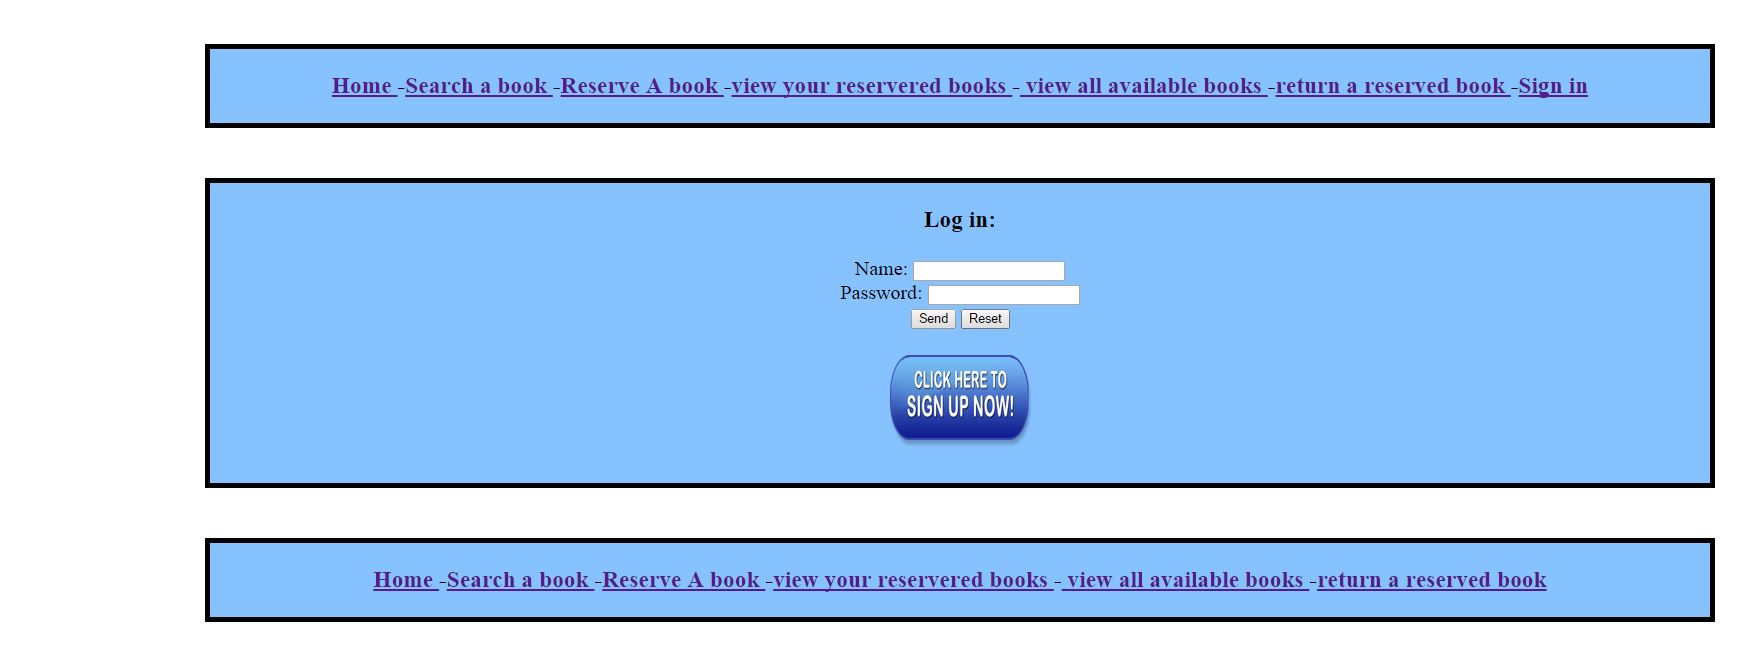 Home -Search a book -Reserve A book -view your reservered books - view all available books -return a reserved book -Sign in
Log in:
Name:
Password:
Send Reset
CLICK HERE TO
SIGN UP NOW!
Home -Search a book -Reserve A book -view your reservered books - view all available books -return a reserved book